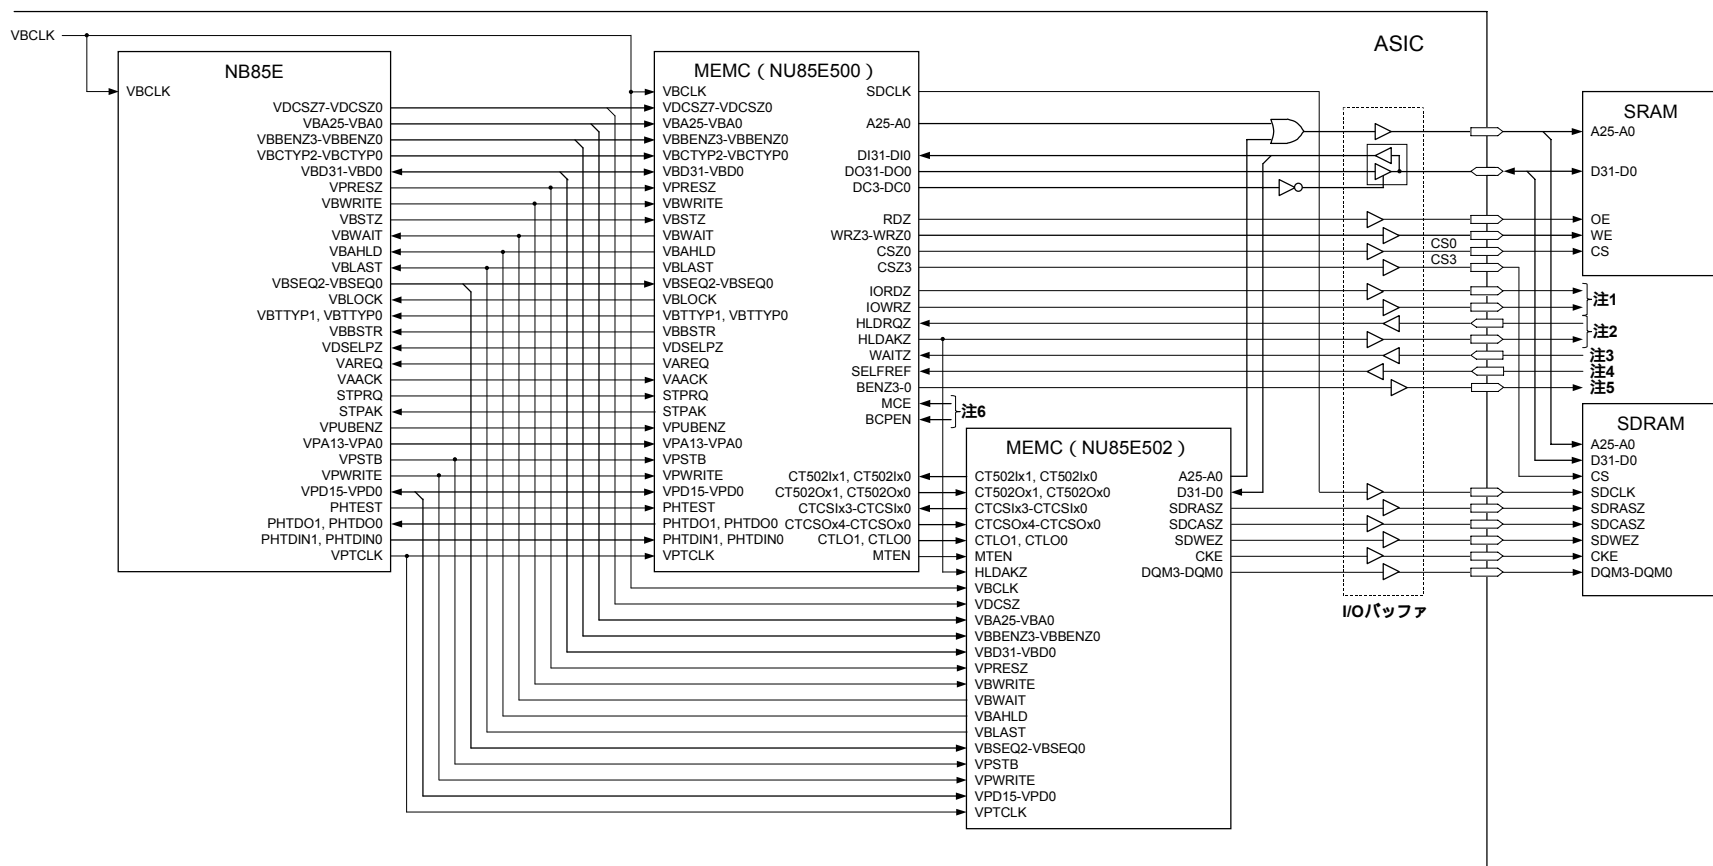 VBCLK
ASIC
NB85E
VBCLK
VDCSZ7-VDCSZ0
VBA25-VBA0
VBBENZ3-VBBENZ0
VBCTYP2-VBCTYP0
VBD31-VBD0
VPRESZ
VBWRITE
VBSTZ
VBWAIT
VBAHLD
VBLAST
VBSEQ2-VBSEQ0
VBLOCK
VBTTYP1, VBTTYP0
VBBSTR
VDSELPZ
VAREQ
VAACK
STPRQ
STPAK
VPUBENZ
VPA13-VPA0
VPSTB
VPWRITE
VPD15-VPD0
PHTEST
PHTDO1, PHTDO0
PHTDIN1, PHTDIN0
VPTCLK
MEMC（NU85E500）
VBCLK
VDCSZ7-VDCSZ0
VBA25-VBA0
VBBENZ3-VBBENZ0
VBCTYP2-VBCTYP0
VBD31-VBD0
VPRESZ
VBWRITE
VBSTZ
VBWAIT
VBAHLD
VBLAST
VBSEQ2-VBSEQ0
VBLOCK
VBTTYP1, VBTTYP0
VBBSTR
VDSELPZ
VAREQ
VAACK
STPRQ
STPAK
VPUBENZ
VPA13-VPA0
VPSTB
VPWRITE
VPD15-VPD0
PHTEST
PHTDO1, PHTDO0
PHTDIN1, PHTDIN0
VPTCLK
SDCLK
A25-A0
DI31-DI0
DO31-DO0
DC3-DC0
RDZ
WRZ3-WRZ0
CSZ0
CSZ3
IORDZ
IOWRZ
HLDRQZ
HLDAKZ
WAITZ
SELFREF
BENZ3-0
MCE
BCPEN
CT502Ix1, CT502Ix0
CT502Ox1, CT502Ox0
CTCSIx3-CTCSIx0
CTCSOx4-CTCSOx0
CTLO1, CTLO0
MTEN
注6
MEMC（NU85E502）
CT502Ix1, CT502Ix0
CT502Ox1, CT502Ox0
CTCSIx3-CTCSIx0
CTCSOx4-CTCSOx0
CTLO1, CTLO0
MTEN
HLDAKZ
VBCLK
VDCSZ
VBA25-VBA0
VBBENZ3-VBBENZ0
VBD31-VBD0
VPRESZ
VBWRITE
VBWAIT
VBAHLD
VBLAST
VBSEQ2-VBSEQ0
VPSTB
VPWRITE
VPD15-VPD0
VPTCLK
A25-A0
D31-D0
SDRASZ
SDCASZ
SDWEZ
CKE
DQM3-DQM0
I/Oバッファ
CS0
CS3
SRAM
A25-A0
D31-D0
OE
WE
CS
注1
注2
注3
注4
注5
SDRAM
A25-A0
D31-D0
CS
SDCLK
SDRASZ
SDCASZ
SDWEZ
CKE
DQM3-DQM0